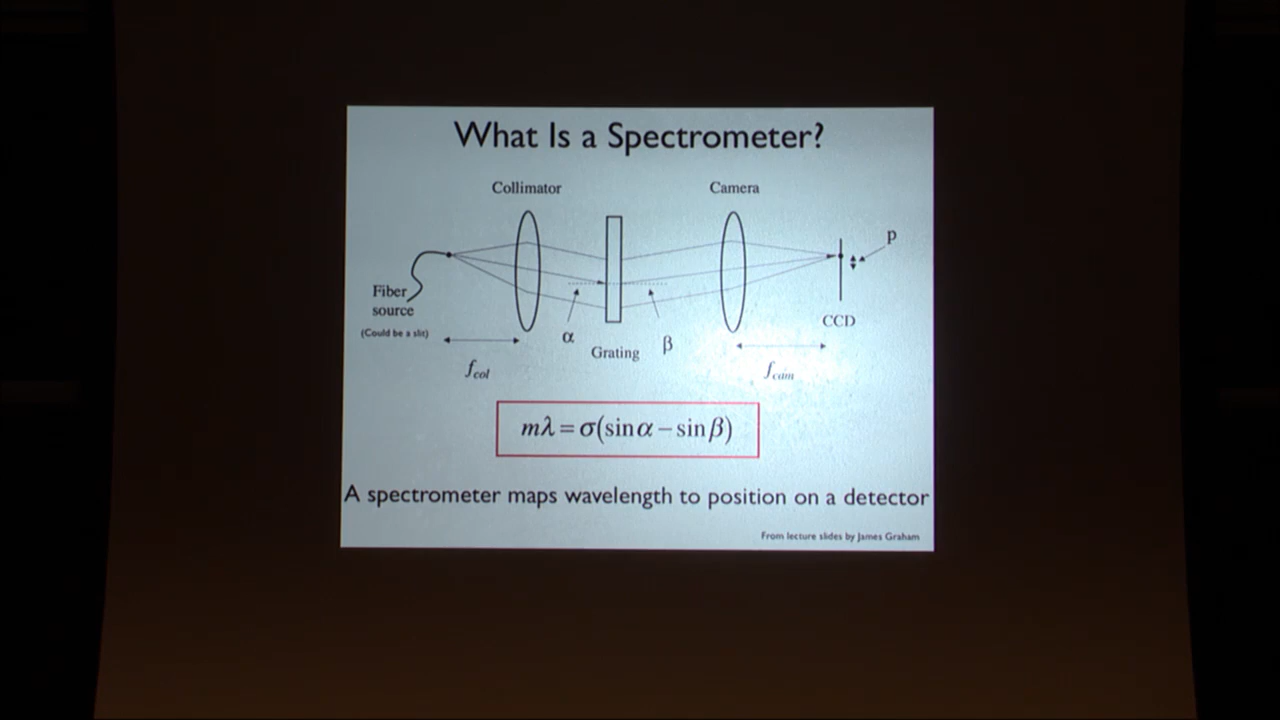 What Is a Spectrometer?
Collimator
Camera
p
Fiber
source
(Could be a slit)
CCD
α
Grating
β
f_col
f_cam
mλ = σ(sin α − sin β)
A spectrometer maps wavelength to position on a detector
From lecture slides by James Graham